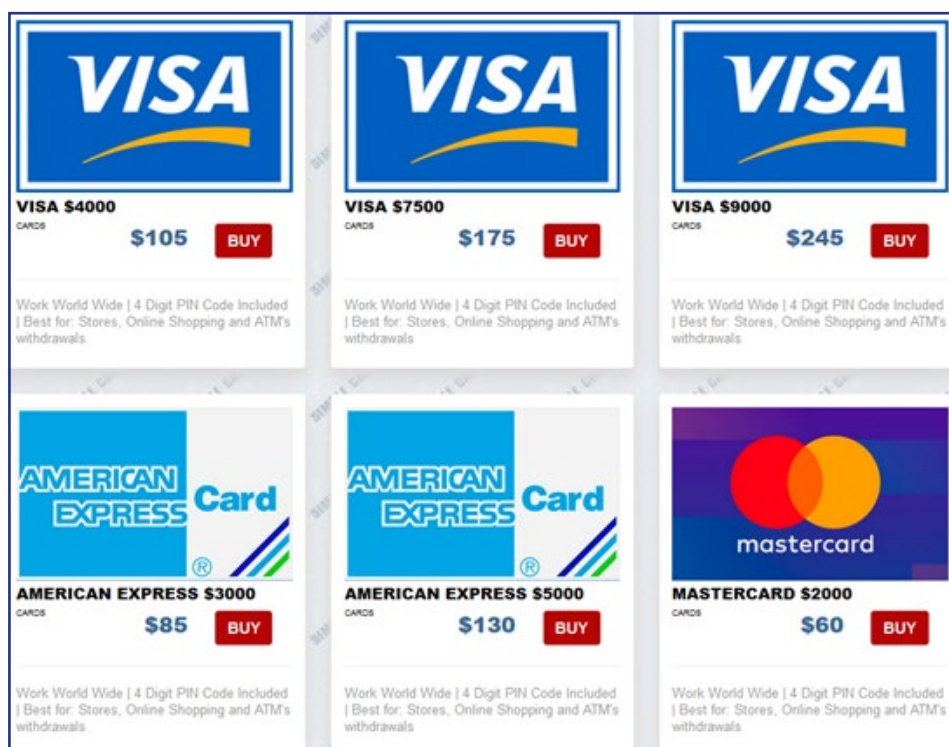 VISA
VISA
VISA
VISA $4000
CARDS
$105
BUY
Work World Wide | 4 Digit PIN Code Included
| Best for: Stores, Online Shopping and ATM's
withdrawals
VISA $7500
CARDS
$175
BUY
Work World Wide | 4 Digit PIN Code Included
| Best for: Stores, Online Shopping and ATM's
withdrawals
VISA $9000
CARDS
$245
BUY
Work World Wide | 4 Digit PIN Code Included
| Best for: Stores, Online Shopping and ATM's
withdrawals
AMERICAN
EXPRESS
Card
®
AMERICAN EXPRESS $3000
CARDS
$85
BUY
Work World Wide | 4 Digit PIN Code Included
| Best for: Stores, Online Shopping and ATM's
withdrawals
AMERICAN
EXPRESS
Card
®
AMERICAN EXPRESS $5000
CARDS
$130
BUY
Work World Wide | 4 Digit PIN Code Included
| Best for: Stores, Online Shopping and ATM's
withdrawals
mastercard
MASTERCARD $2000
CARDS
$60
BUY
Work World Wide | 4 Digit PIN Code Included
| Best for: Stores, Online Shopping and ATM's
withdrawals